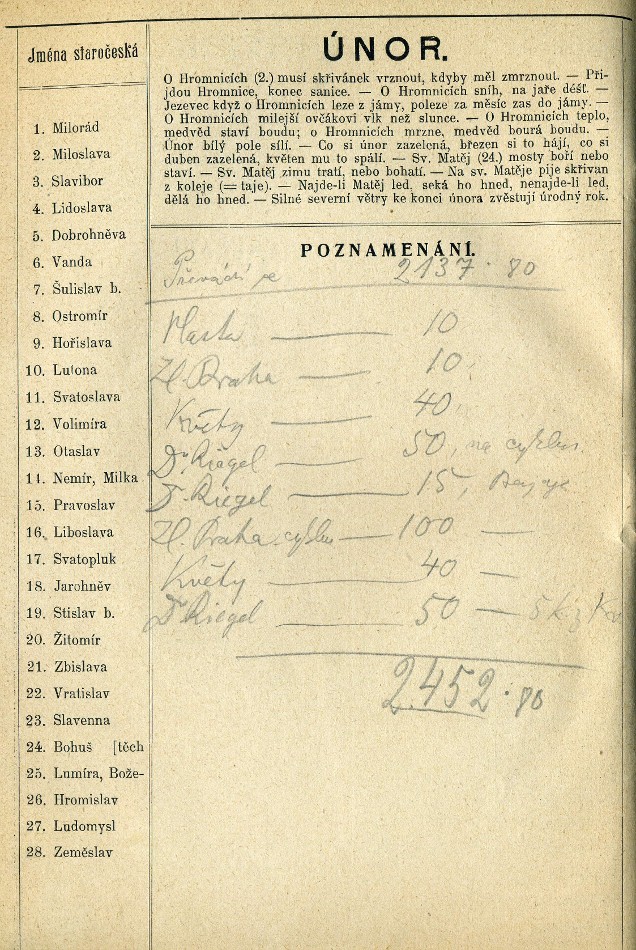 Jména staročeská
1. Milorád
2. Miloslava
3. Slavibor
4. Lidoslava
5. Dobrohněva
6. Vanda
7. Šulislav b.
8. Ostromír
9. Hořislava
10. Lutona
11. Svatoslava
12. Volimíra
13. Otaslav
14. Nemír, Milka
15. Pravoslav
16. Liboslava
17. Svatopluk
18. Jarohněv
19. Stislav b.
20. Žitomír
21. Zbislava
22. Vratislav
23. Slavenna
24. Bohuš [těch
25. Lumíra, Bože-
26. Hromislav
27. Ludomysl
28. Zeměslav
ÚNOR.
O Hromnicích (2.) musí skřivánek vrznout, kdyby měl zmrznout. — Při-
jdou Hromnice, konec sanice. — O Hromnicích sníh, na jaře déšť. —
Jezevec když o Hromnicích leze z jámy, poleze za měsíc zas do jámy. —
O Hromnicích milejší ovčákovi vlk než slunce. — O Hromnicích teplo,
medvěd staví boudu; o Hromnicích mrzne, medvěd bourá boudu. —
Únor bílý pole sílí. — Co si únor zazelená, březen si to hájí, co si
duben zazelená, květen mu to spálí. — Sv. Matěj (24.) mosty boří nebo
staví. — Sv. Matěj zimu tratí, nebo bohatí. — Na sv. Matěje pije skřivan
z koleje (= taje). — Najde-li Matěj led, seká ho hned, nenajde-li led,
dělá ho hned. — Silné severní větry ke konci února zvěstují úrodný rok.
POZNAMENÁNÍ.
Převádí se 2137·80
— 10
Zl. Praha — 10
Květy — 40
Dr Riegel — 50, na cyklus
Dr Riegel — 15,
Zl. Praha cyklus — 100 —
Květy — 40 —
Dr Riegel — 50 —
2452·80